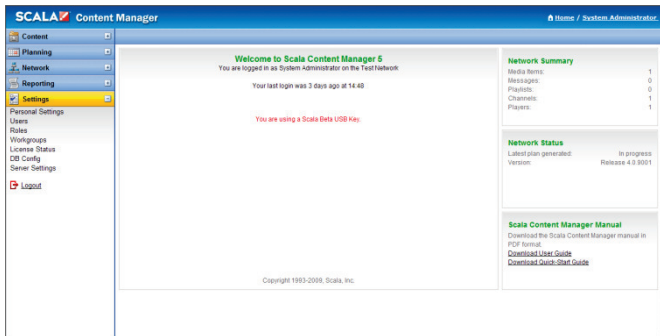 SCALA Content Manager
Home / System Administrator
Content
Planning
Network
Reporting
Settings
Personal Settings
Users
Roles
Workgroups
License Status
DB Config
Server Settings
Logout
Welcome to Scala Content Manager 5
You are logged in as System Administrator on the Test Network
Your last login was 3 days ago at 14:48
You are using a Scala Beta USB Key.
Copyright 1993-2009, Scala, Inc.
Network Summary
Media Items: 1
Messages: 0
Playlists: 0
Channels: 1
Players: 1
Network Status
Latest plan generated: In progress
Version: Release 4.0.8001
Scala Content Manager Manual
Download the Scala Content Manager manual in
PDF format.
Download User Guide
Download Quick-Start Guide